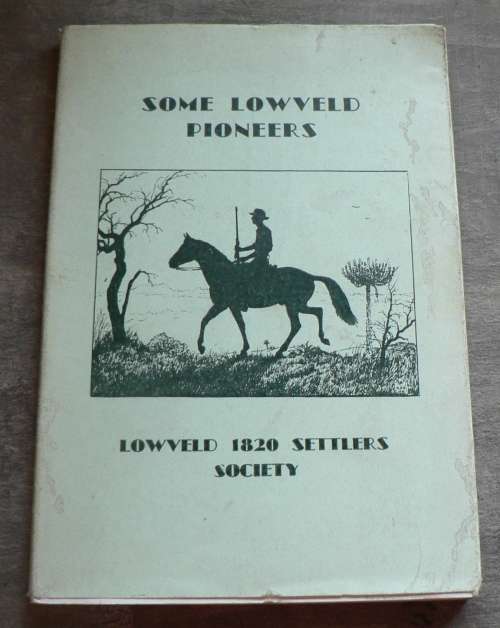 SOME LOWVELD
PIONEERS
LOWVELD 1820 SETTLERS
SOCIETY